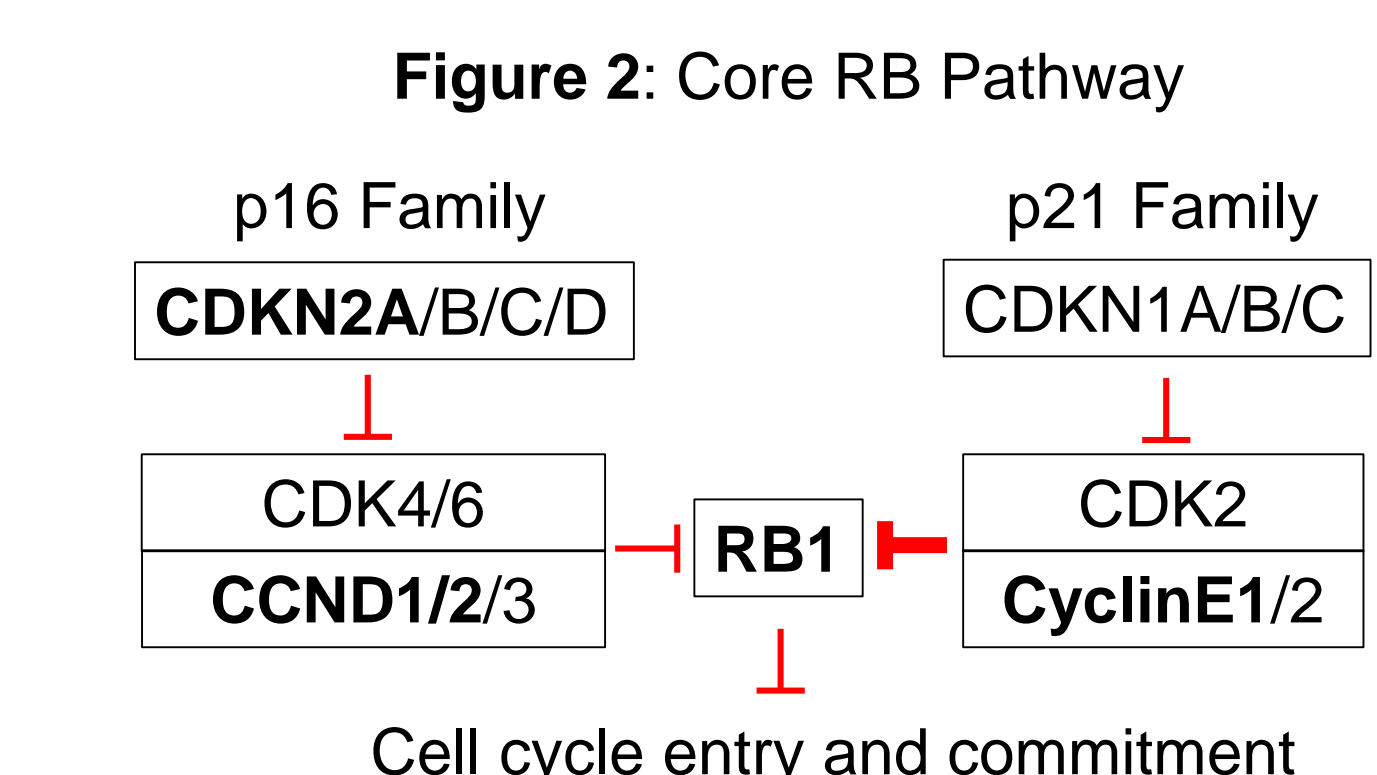 Figure 2: Core RB Pathway
p16 Family
p21 Family
CDKN2A/B/C/D
CDKN1A/B/C
CDK4/6
CCND1/2/3
RB1
CDK2
CyclinE1/2
Cell cycle entry and commitment